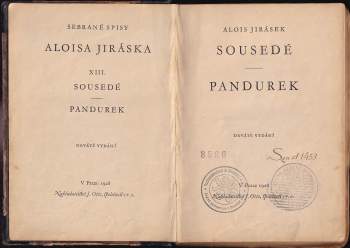 SEBRANÉ SPISY
ALOISA JIRÁSKA
XIII.
SOUSEDÉ
PANDUREK
DEVÁTÉ VYDÁNÍ
V Praze 1928
Nakladatelství J. Otto, společnost s r. o.
ALOIS JIRÁSEK
SOUSEDÉ
PANDUREK
DEVÁTÉ VYDÁNÍ
V Praze 1928
Nakladatelství J. Otto, společnost s r. o.